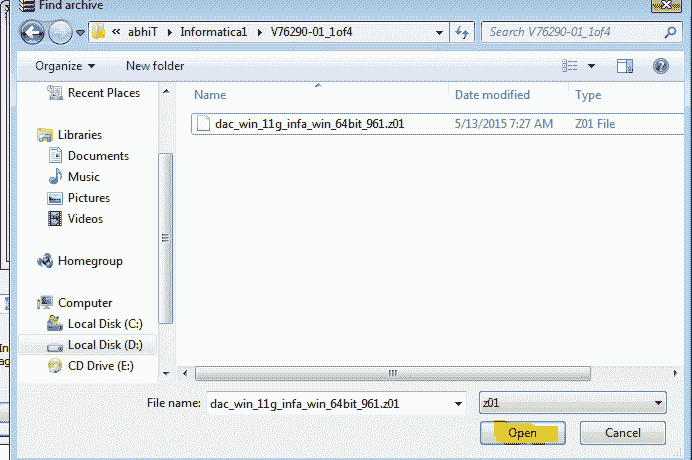 Find archive
« abhiT ▸ Informatica1 ▸ V76290-01_1of4
Search V76290-01_1of4
Organize
New folder
Recent Places
Libraries
Documents
Music
Pictures
Videos
Homegroup
Computer
Local Disk (C:)
Local Disk (D:)
CD Drive (E:)
Name Date modified Type
dac_win_11g_infa_win_64bit_961.z01 5/13/2015 7:27 AM Z01 File
File name: dac_win_11g_infa_win_64bit_961.z01 z01
Open Cancel